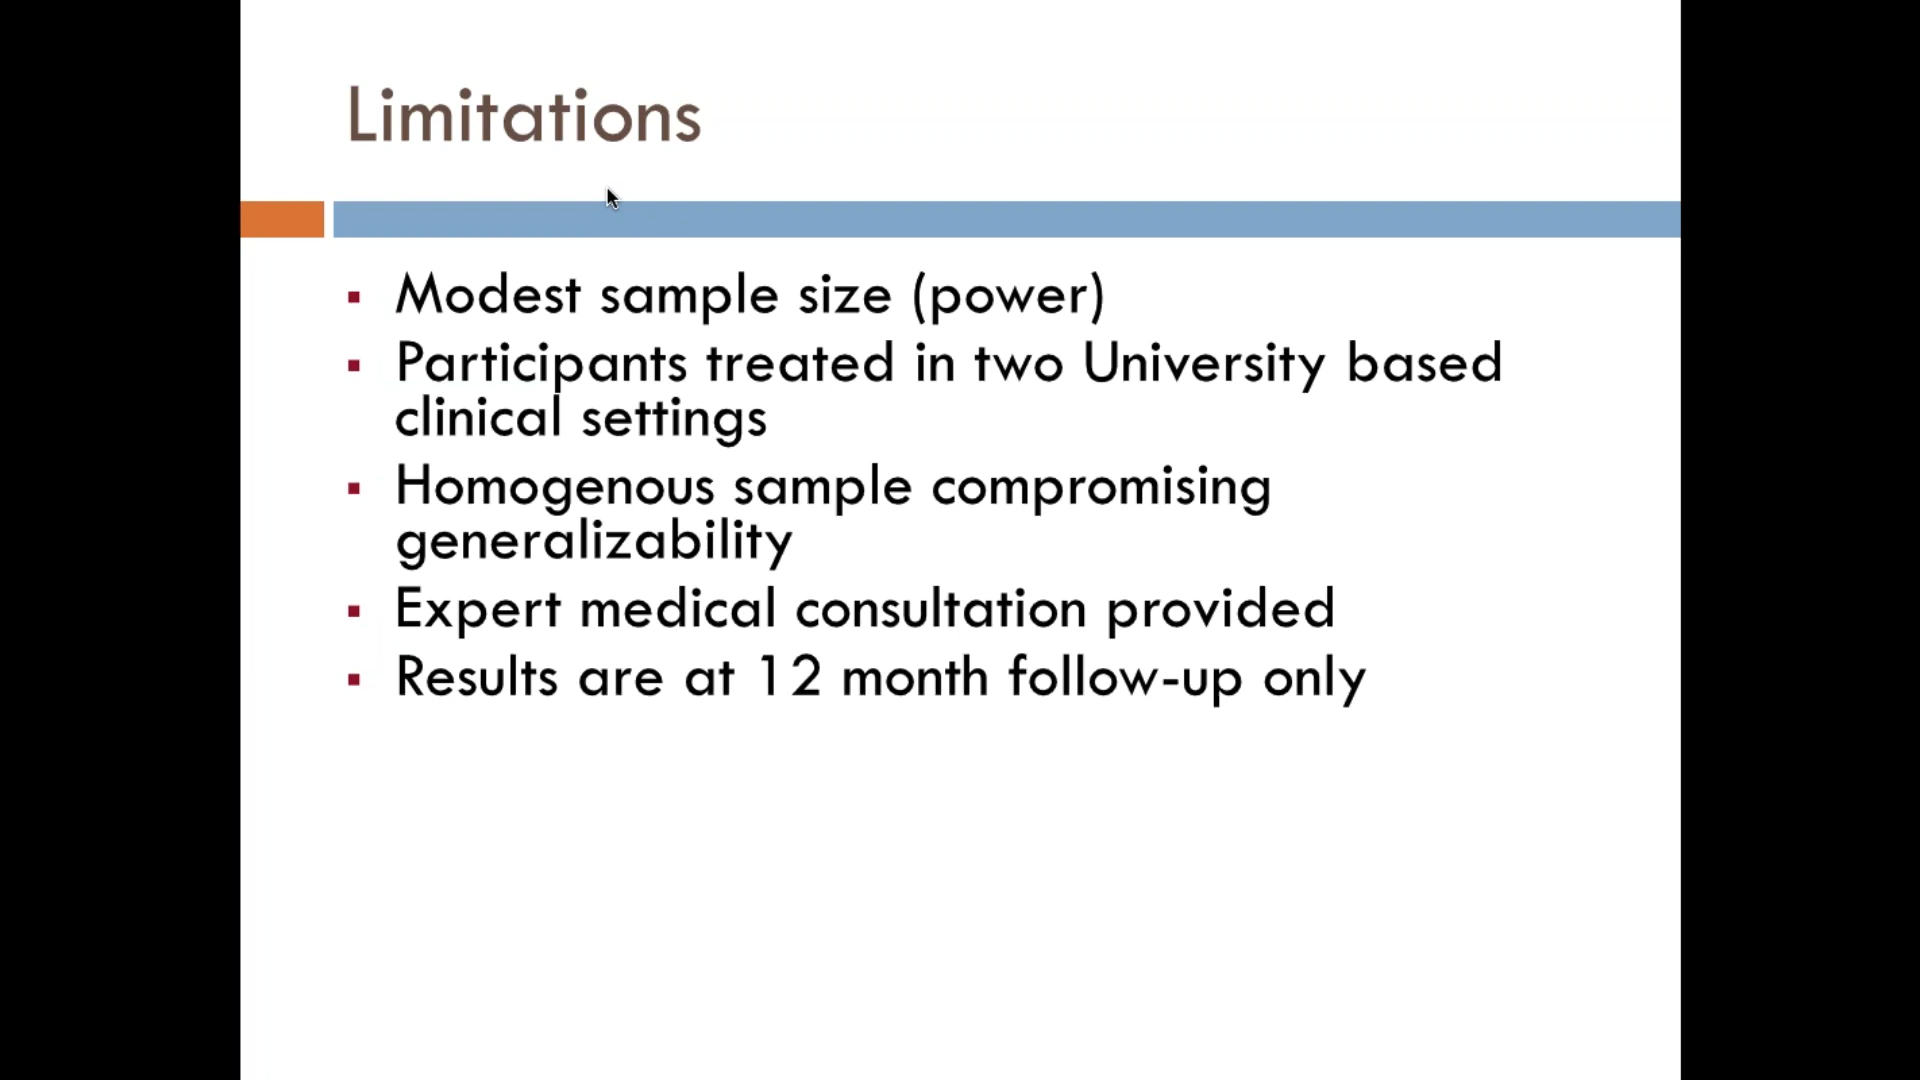 Limitations
Modest sample size (power)
Participants treated in two University based
clinical settings
Homogenous sample compromising
generalizability
Expert medical consultation provided
Results are at 12 month follow-up only